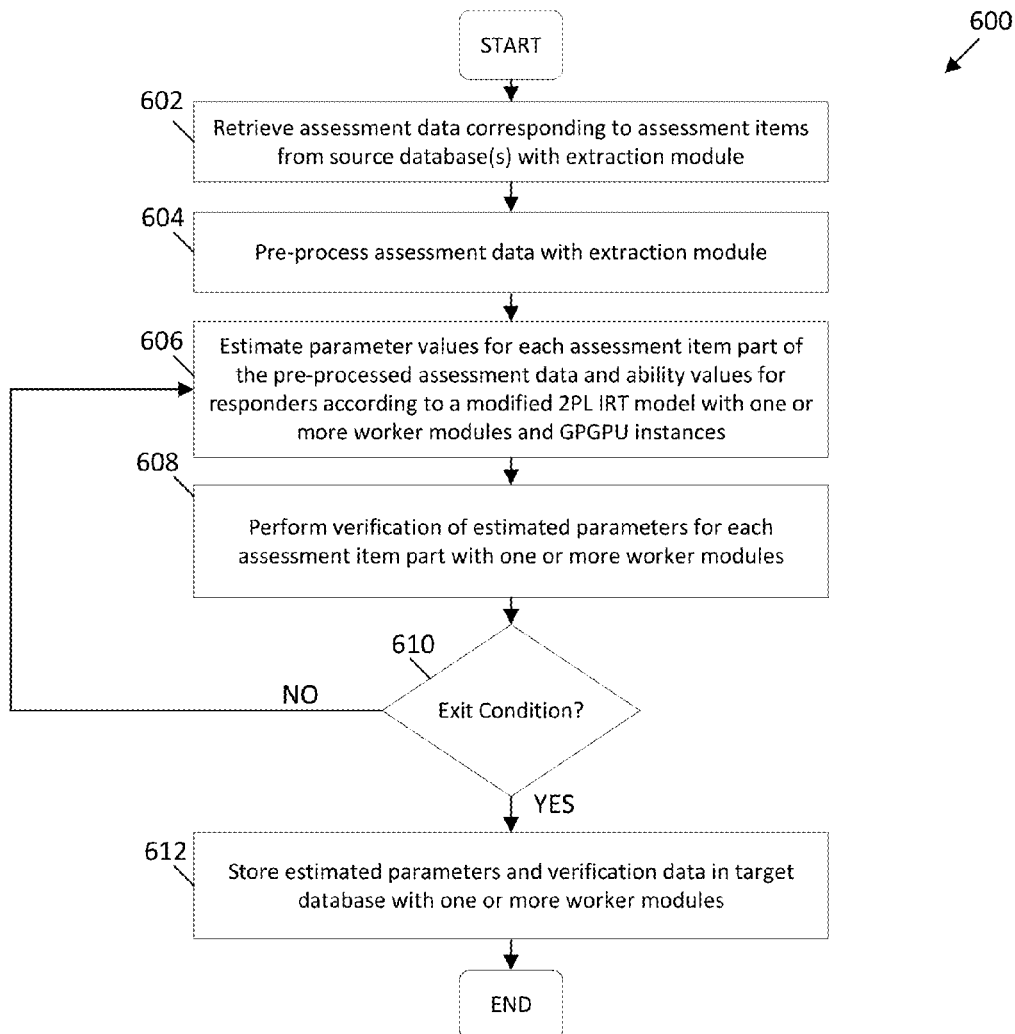 600
START
602
Retrieve assessment data corresponding to assessment items
from source database(s) with extraction module
604
Pre-process assessment data with extraction module
606
Estimate parameter values for each assessment item part of
the pre-processed assessment data and ability values for
responders according to a modified 2PL IRT model with one or
more worker modules and GPGPU instances
608
Perform verification of estimated parameters for each
assessment item part with one or more worker modules
610
Exit Condition?
NO
YES
612
Store estimated parameters and verification data in target
database with one or more worker modules
END